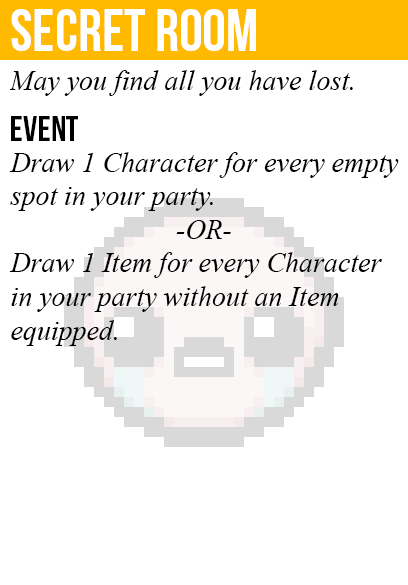 SECRET ROOM
May you find all you have lost.
EVENT
Draw 1 Character for every empty
spot in your party.
-OR-
Draw 1 Item for every Character
in your party without an Item
equipped.